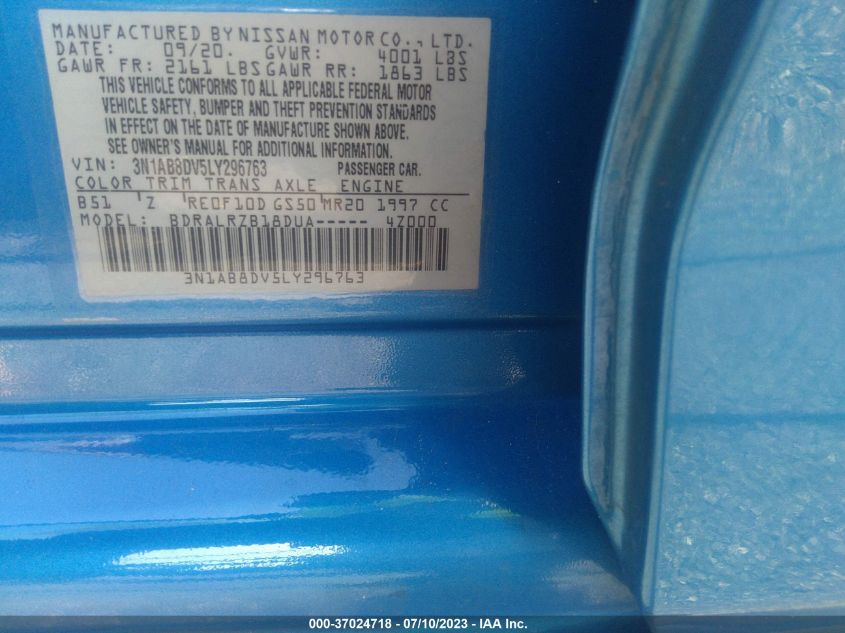 MANUFACTURED BY NISSAN MOTOR CO., LTD.
DATE: 09/20. GVWR: 4001 LBS
GAWR FR: 2161 LBS GAWR RR: 1863 LBS
THIS VEHICLE CONFORMS TO ALL APPLICABLE FEDERAL MOTOR
VEHICLE SAFETY, BUMPER AND THEFT PREVENTION STANDARDS
IN EFFECT ON THE DATE OF MANUFACTURE SHOWN ABOVE.
SEE OWNER'S MANUAL FOR ADDITIONAL INFORMATION.
VIN: 3N1AB8DV5LY296763 PASSENGER CAR.
COLOR TRIM TRANS AXLE ENGINE
B51 Z RE0F10D GS50 MR20 1997 CC
MODEL: BDRALRZB18DUA----- 4Z000
3N1AB8DV5LY296763
000-37024718 - 07/10/2023 - IAA Inc.